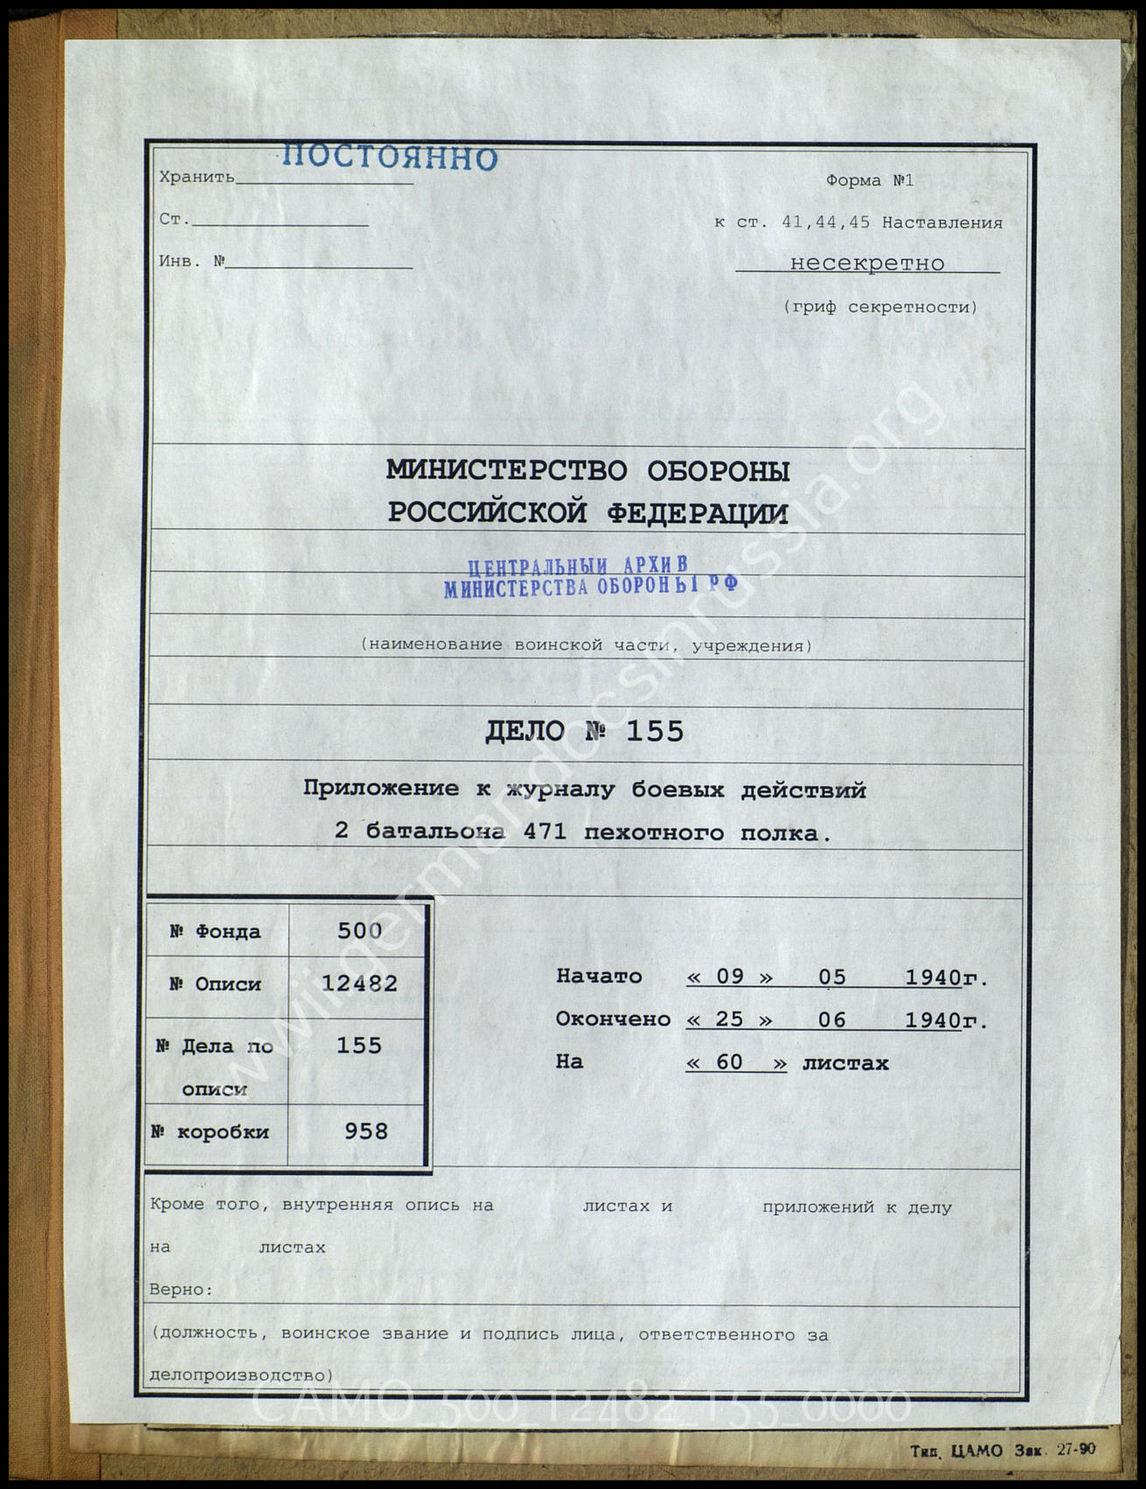 ПОСТОЯННО
Хранить
Форма №1
Ст.
к ст. 41,44,45 Наставления
Инв. №
несекретно
(гриф секретности)
МИНИСТЕРСТВО ОБОРОНЫ
РОССИЙСКОЙ ФЕДЕРАЦИИ
ЦЕНТРАЛЬНЫЙ АРХИВ
МИНИСТЕРСТВА ОБОРОНЫ РФ
(наименование воинской части, учреждения)
ДЕЛО № 155
Приложение к журналу боевых действий
2 батальона 471 пехотного полка.
№ Фонда 500
№ Описи 12482
№ Дела по 155
описи
№ коробки 958
Начато « 09 » 05 1940г.
Окончено « 25 » 06 1940г.
На « 60 » листах
Кроме того, внутренняя опись на листах и приложений к делу
на листах
Верно:
(должность, воинское звание и подпись лица, ответственного за
делопроизводство)
CAMO_500_12482_155_0000
Тип. ЦАМО Зак. 27-90
wwii.germandocsinrussia.org